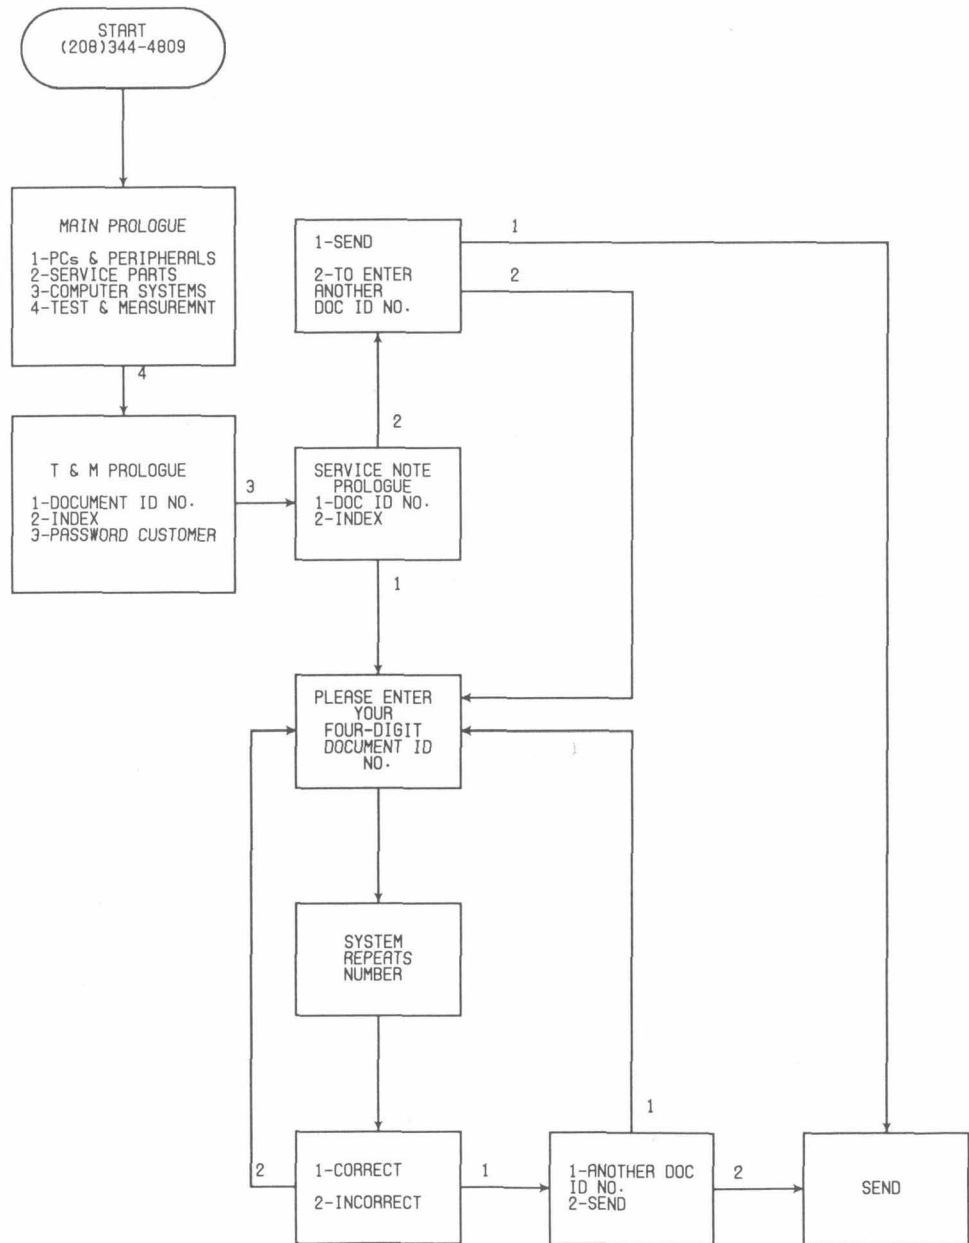 START
(208)344-4809
MAIN PROLOGUE
1-PCs & PERIPHERALS
2-SERVICE PARTS
3-COMPUTER SYSTEMS
4-TEST & MEASUREMNT
4
T & M PROLOGUE
1-DOCUMENT ID NO.
2-INDEX
3-PASSWORD CUSTOMER
3
SERVICE NOTE
PROLOGUE
1-DOC ID NO.
2-INDEX
2
1-SEND
2-TO ENTER
ANOTHER
DOC ID NO.
1
2
1
PLEASE ENTER
YOUR
FOUR-DIGIT
DOCUMENT ID
NO.
SYSTEM
REPEATS
NUMBER
1-CORRECT
2-INCORRECT
2
1
1-ANOTHER DOC
ID NO.
2-SEND
1
2
SEND